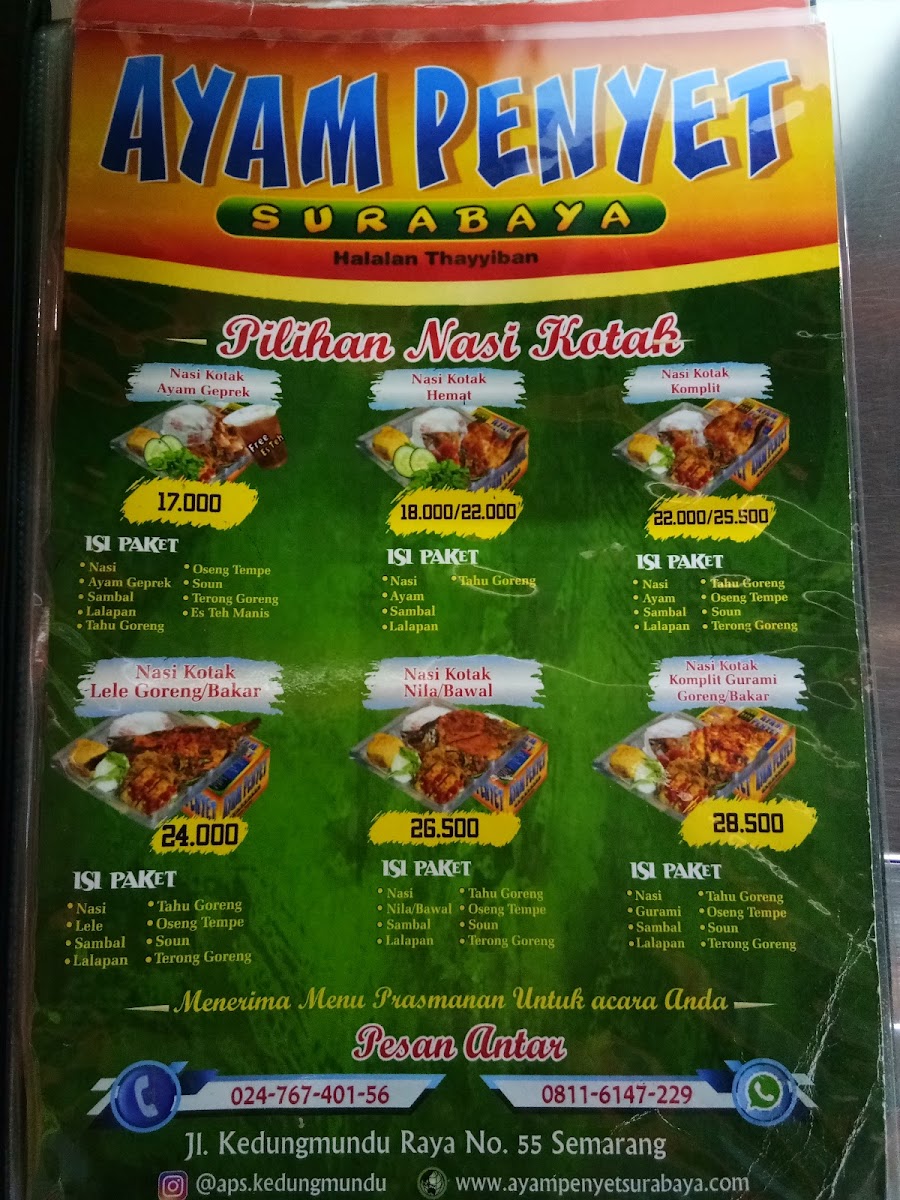 AYAM PENYET
SURABAYA
Halalan Thayyiban
Pilihan Nasi Kotak
Nasi Kotak
Ayam Geprek
Free
Es Teh
17.000
ISI PAKET
• Nasi
• Ayam Geprek
• Sambal
• Lalapan
• Tahu Goreng
• Oseng Tempe
• Soun
• Terong Goreng
• Es Teh Manis
Nasi Kotak
Hemat
18.000/22.000
ISI PAKET
• Nasi
• Ayam
• Sambal
• Lalapan
• Tahu Goreng
Nasi Kotak
Komplit
22.000/25.500
ISI PAKET
• Nasi
• Ayam
• Sambal
• Lalapan
• Tahu Goreng
• Oseng Tempe
• Soun
• Terong Goreng
Nasi Kotak
Lele Goreng/Bakar
24.000
ISI PAKET
• Nasi
• Lele
• Sambal
• Lalapan
• Tahu Goreng
• Oseng Tempe
• Soun
• Terong Goreng
Nasi Kotak
Nila/Bawal
26.500
ISI PAKET
• Nasi
• Nila/Bawal
• Sambal
• Lalapan
• Tahu Goreng
• Oseng Tempe
• Soun
• Terong Goreng
Nasi Kotak
Komplit Gurami
Goreng/Bakar
AYAM PENYET
28.500
ISI PAKET
• Nasi
• Gurami
• Sambal
• Lalapan
• Tahu Goreng
• Oseng Tempe
• Soun
• Terong Goreng
Menerima Menu Prasmanan Untuk acara Anda
Pesan Antar
024-767-401-56
0811-6147-229
Jl. Kedungmundu Raya No. 55 Semarang
@aps.kedungmundu
www.ayampenyetsurabaya.com